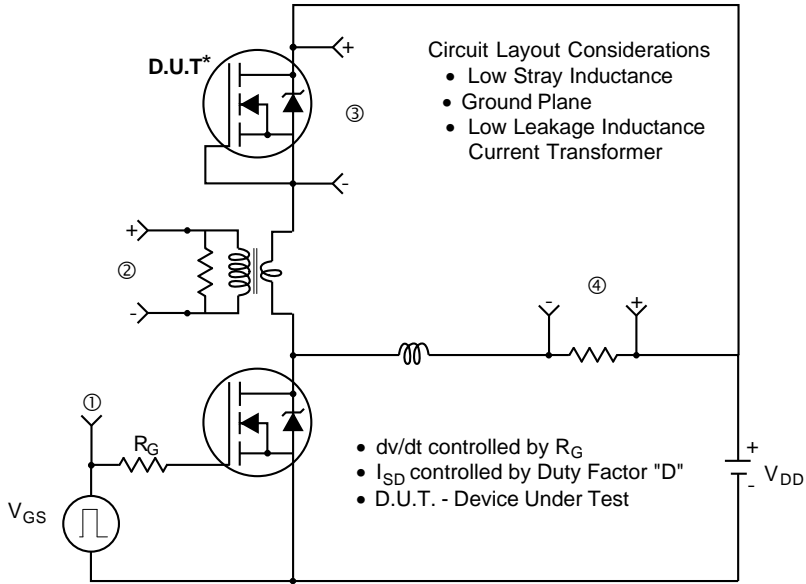 D.U.T*
+
③
-
Circuit Layout Considerations
• Low Stray Inductance
• Ground Plane
• Low Leakage Inductance
Current Transformer
+
②
-
-
④
+
①
R_G
V_GS
• dv/dt controlled by R_G
• I_SD controlled by Duty Factor "D"
• D.U.T. - Device Under Test
+
-
V_DD